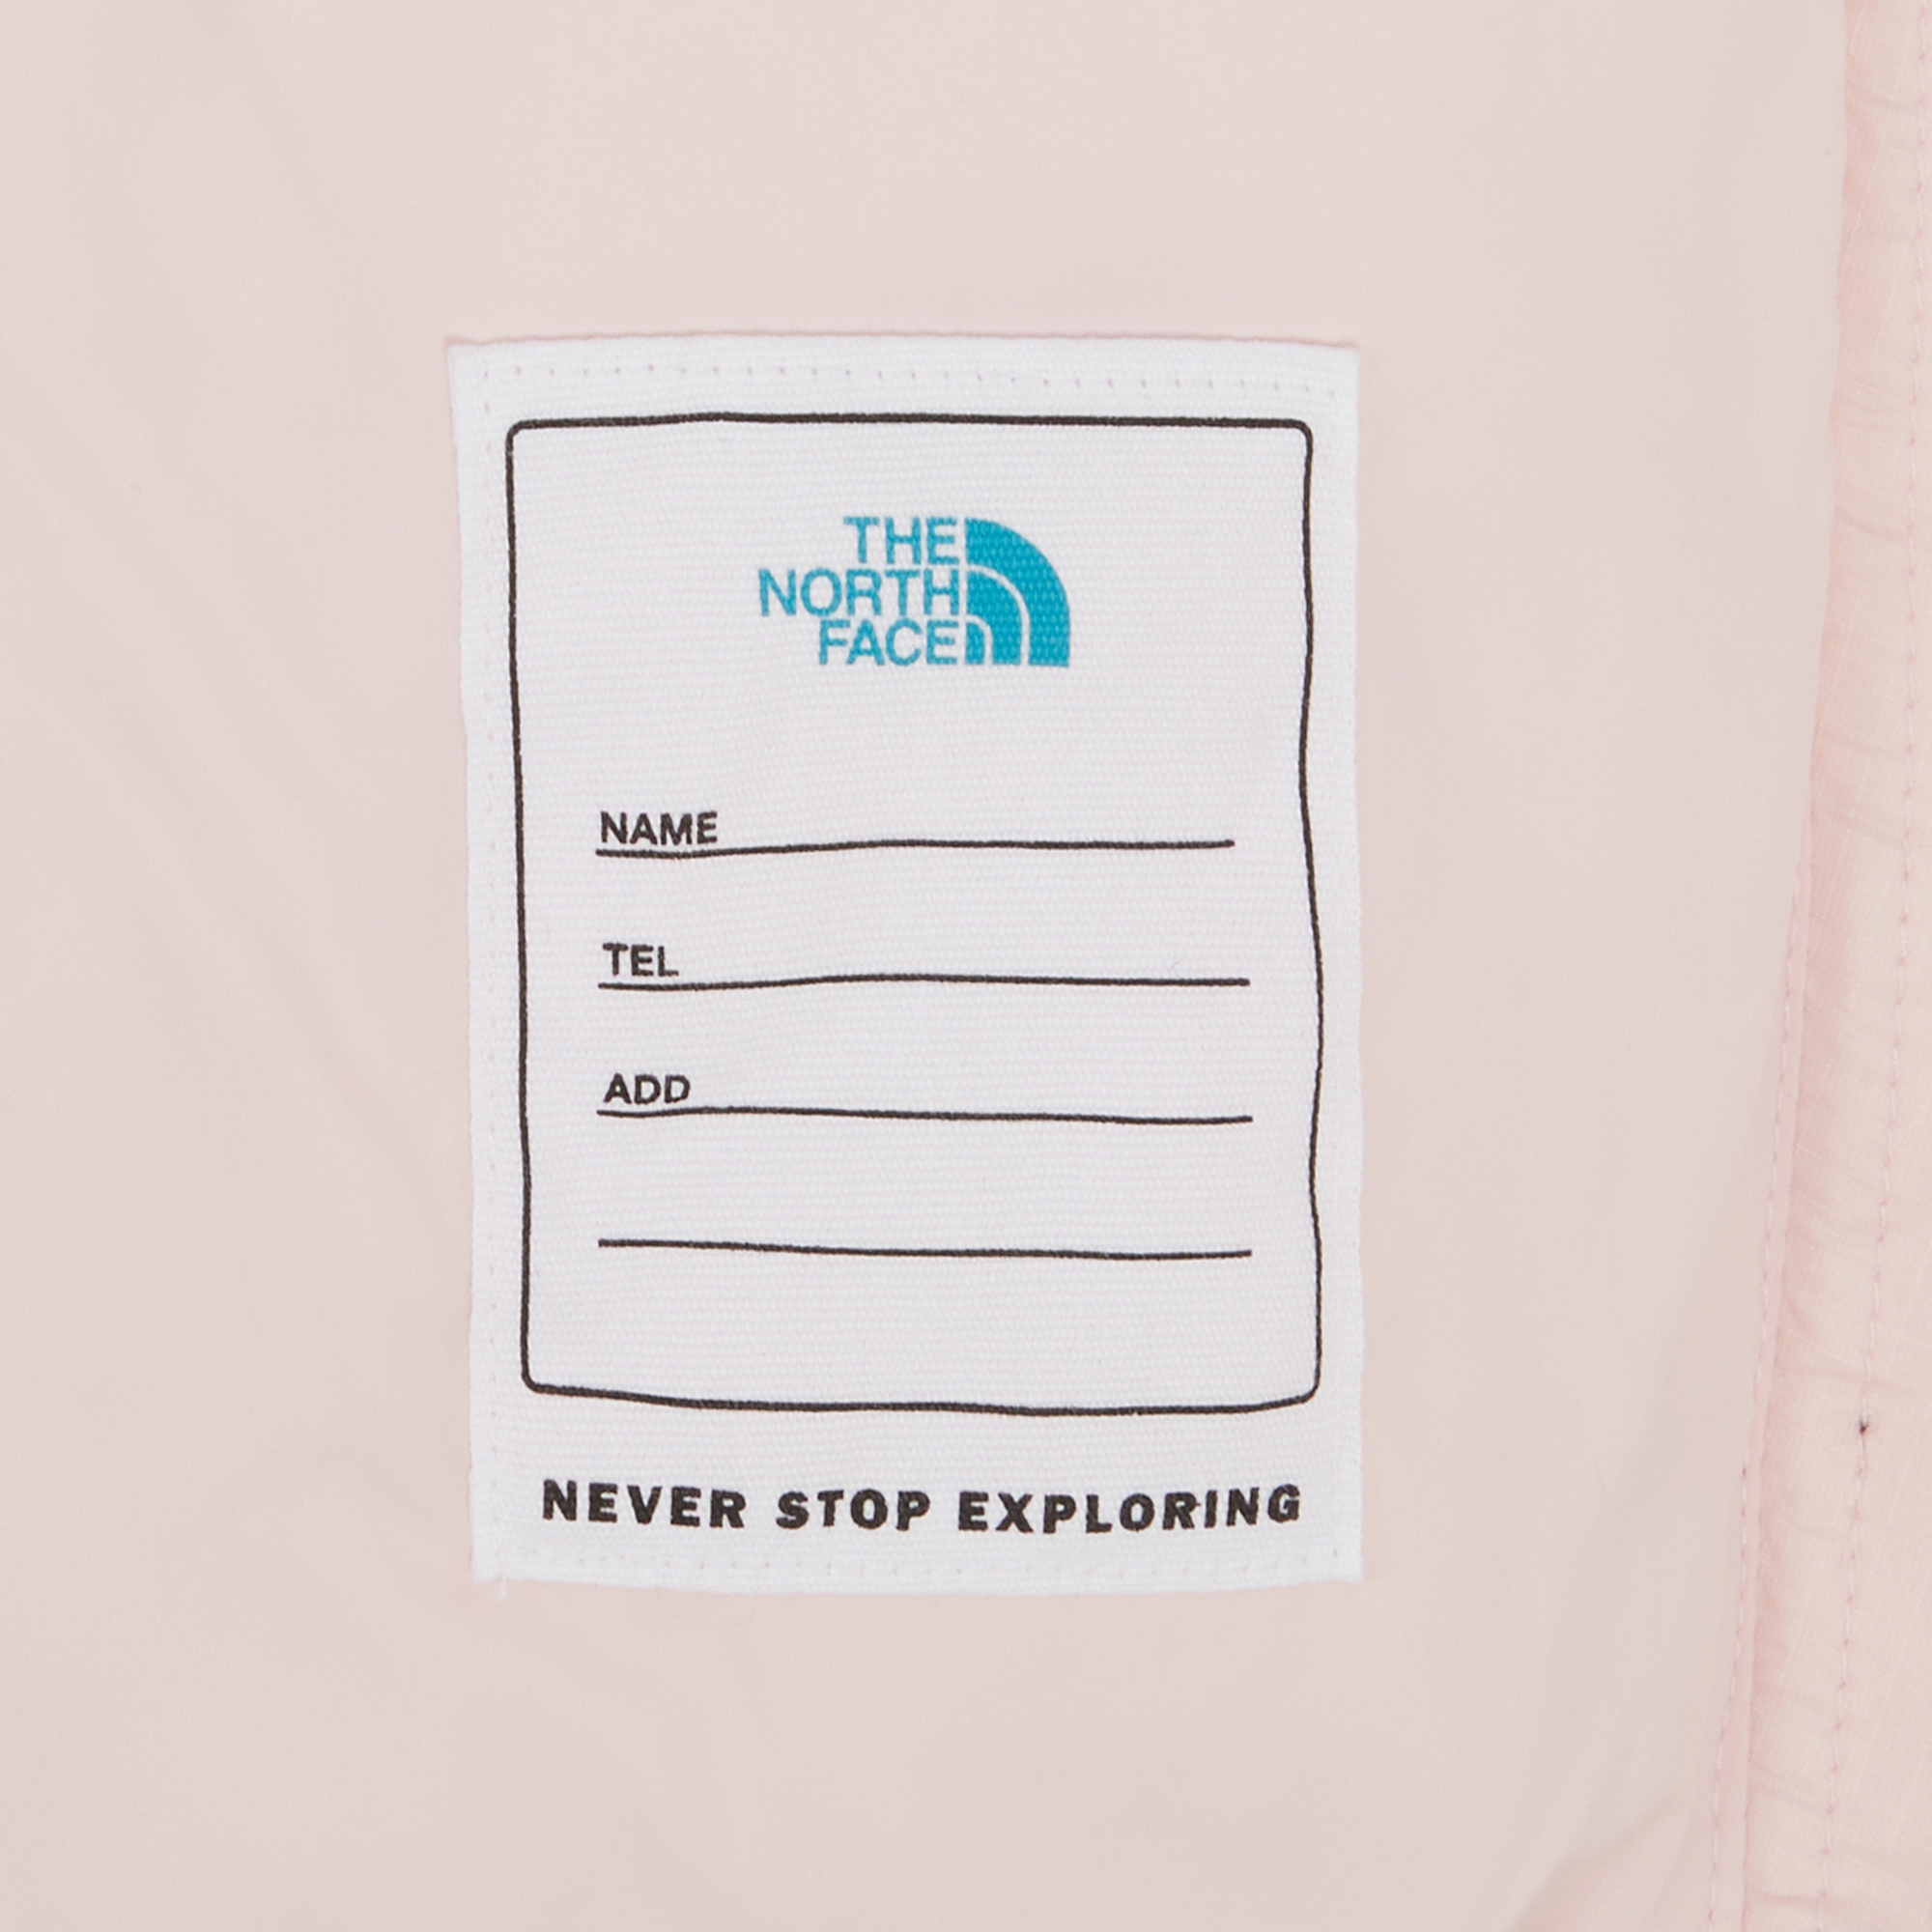 THE
NORTH
FACE
NAME
TEL
ADD
NEVER STOP EXPLORING